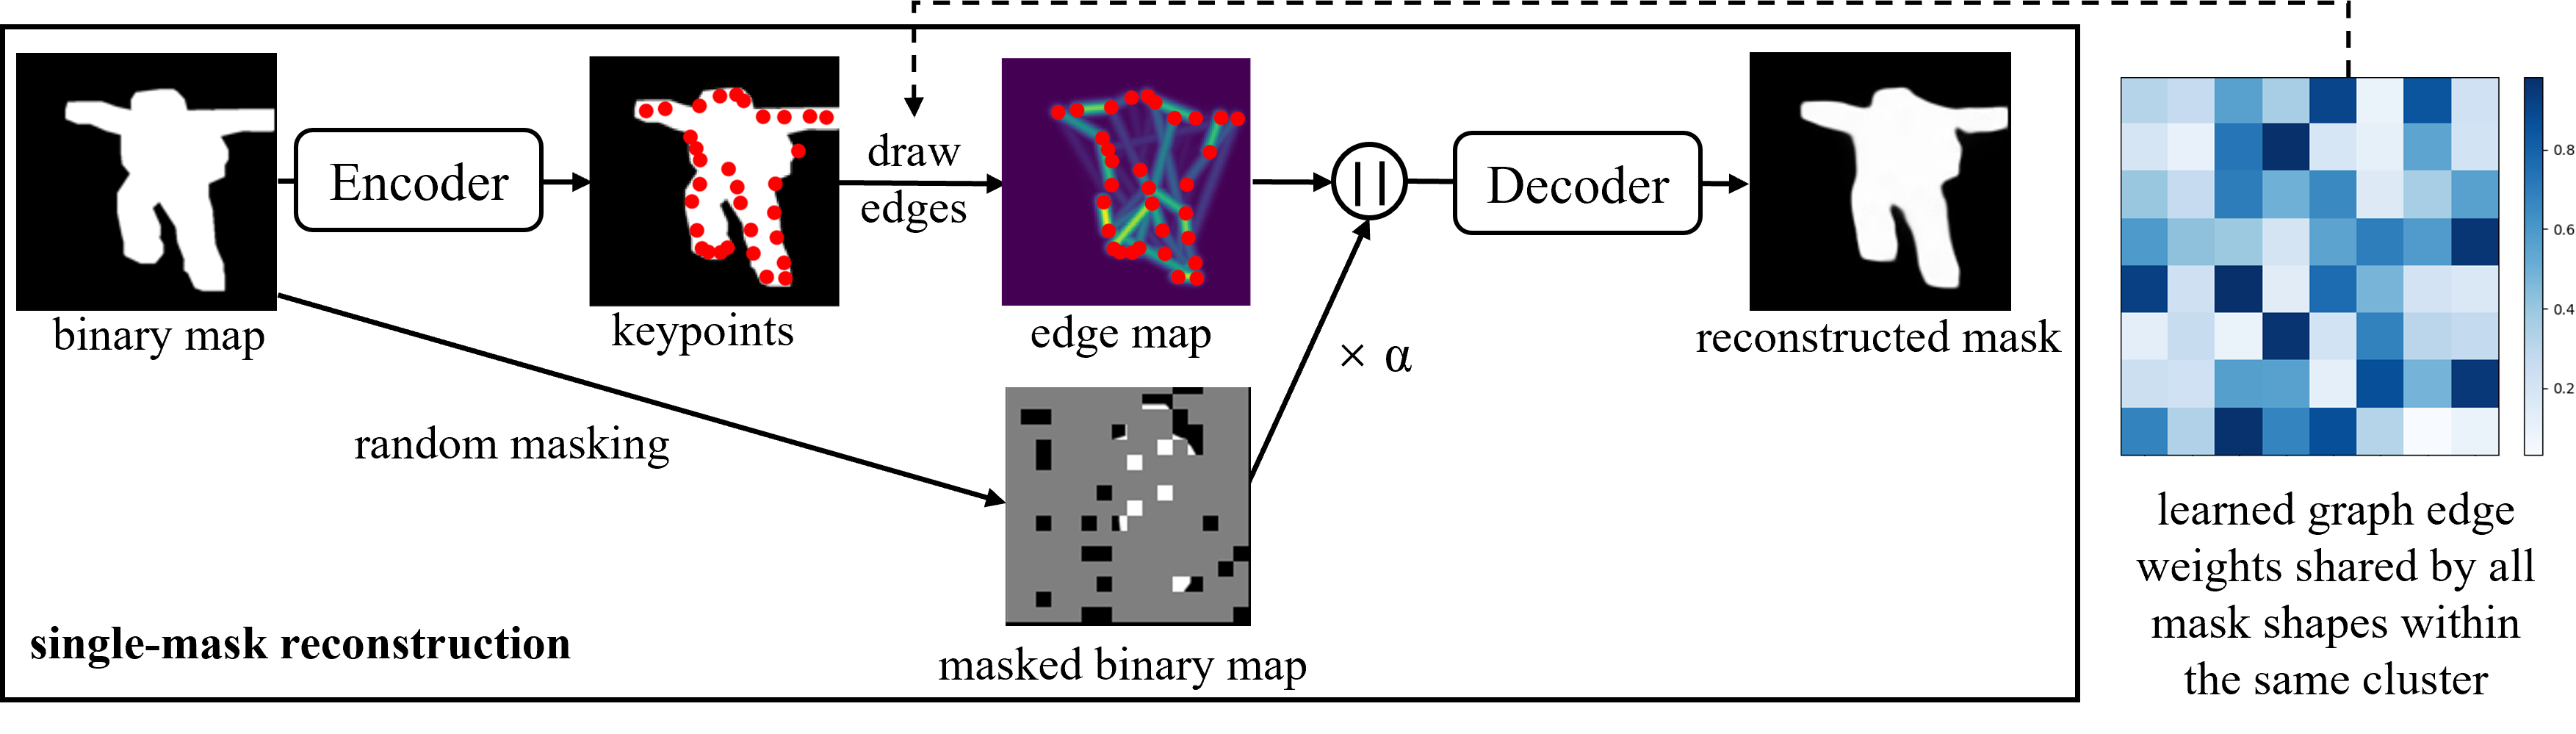 Encoder
draw
edges
||
Decoder
binary map
keypoints
edge map
reconstructed mask
× α
random masking
masked binary map
single-mask reconstruction
0.8
0.6
0.4
0.2
learned graph edge
weights shared by all
mask shapes within
the same cluster